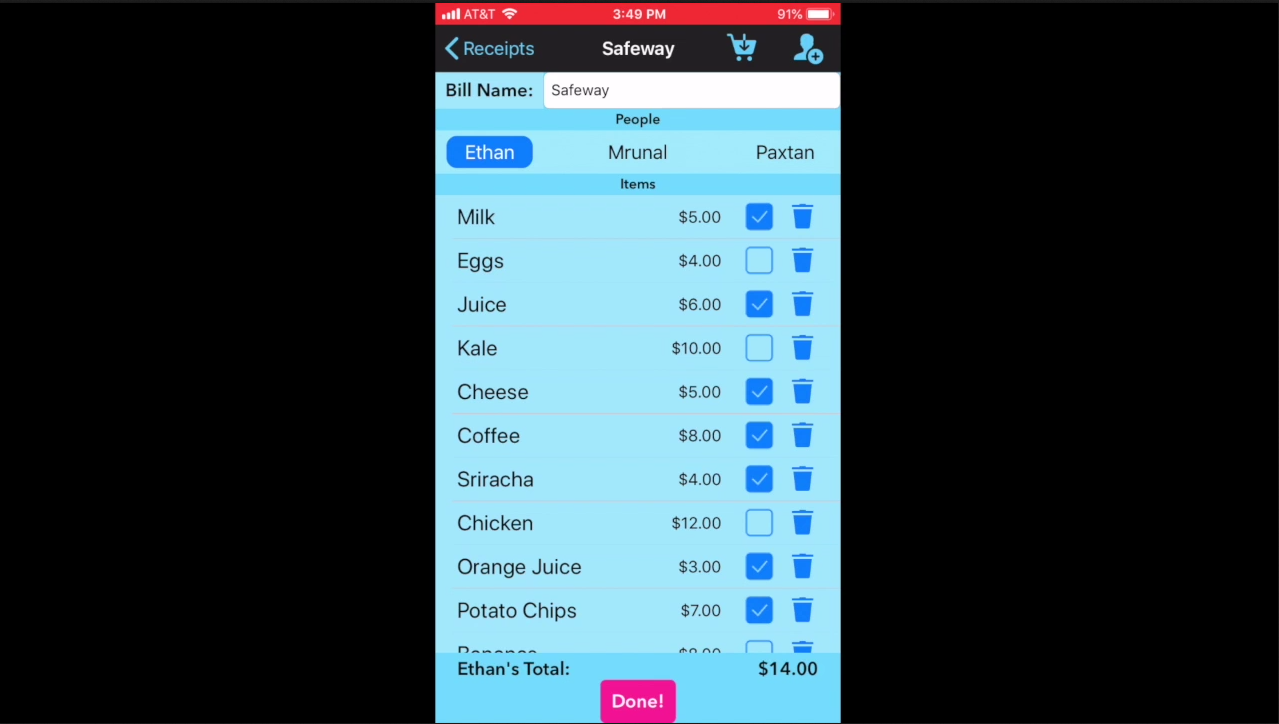 AT&T 3:49 PM 91%
Receipts Safeway
Bill Name: Safeway
People
Ethan Mrunal Paxtan
Items
Milk $5.00
Eggs $4.00
Juice $6.00
Kale $10.00
Cheese $5.00
Coffee $8.00
Sriracha $4.00
Chicken $12.00
Orange Juice $3.00
Potato Chips $7.00
Ethan's Total: $14.00
Done!